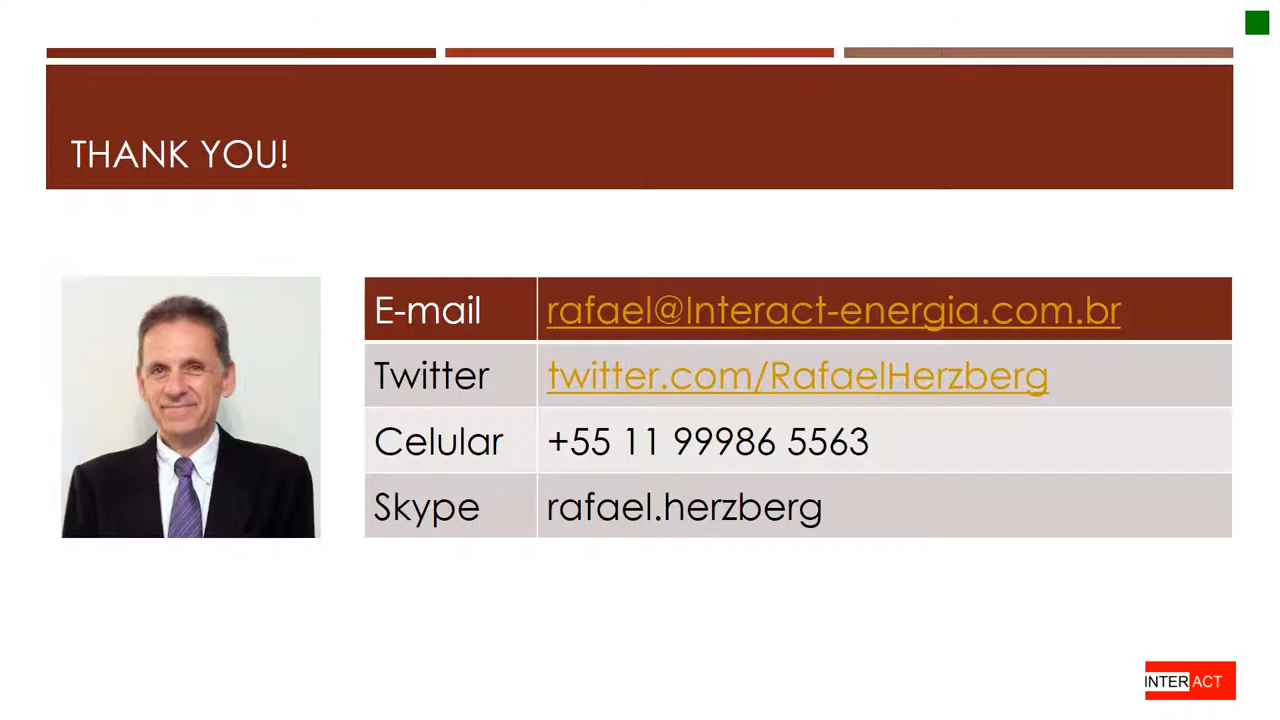 THANK YOU!
E-mail rafael@Interact-energia.com.br
Twitter twitter.com/RafaelHerzberg
Celular +55 11 99986 5563
Skype rafael.herzberg
INTERACT